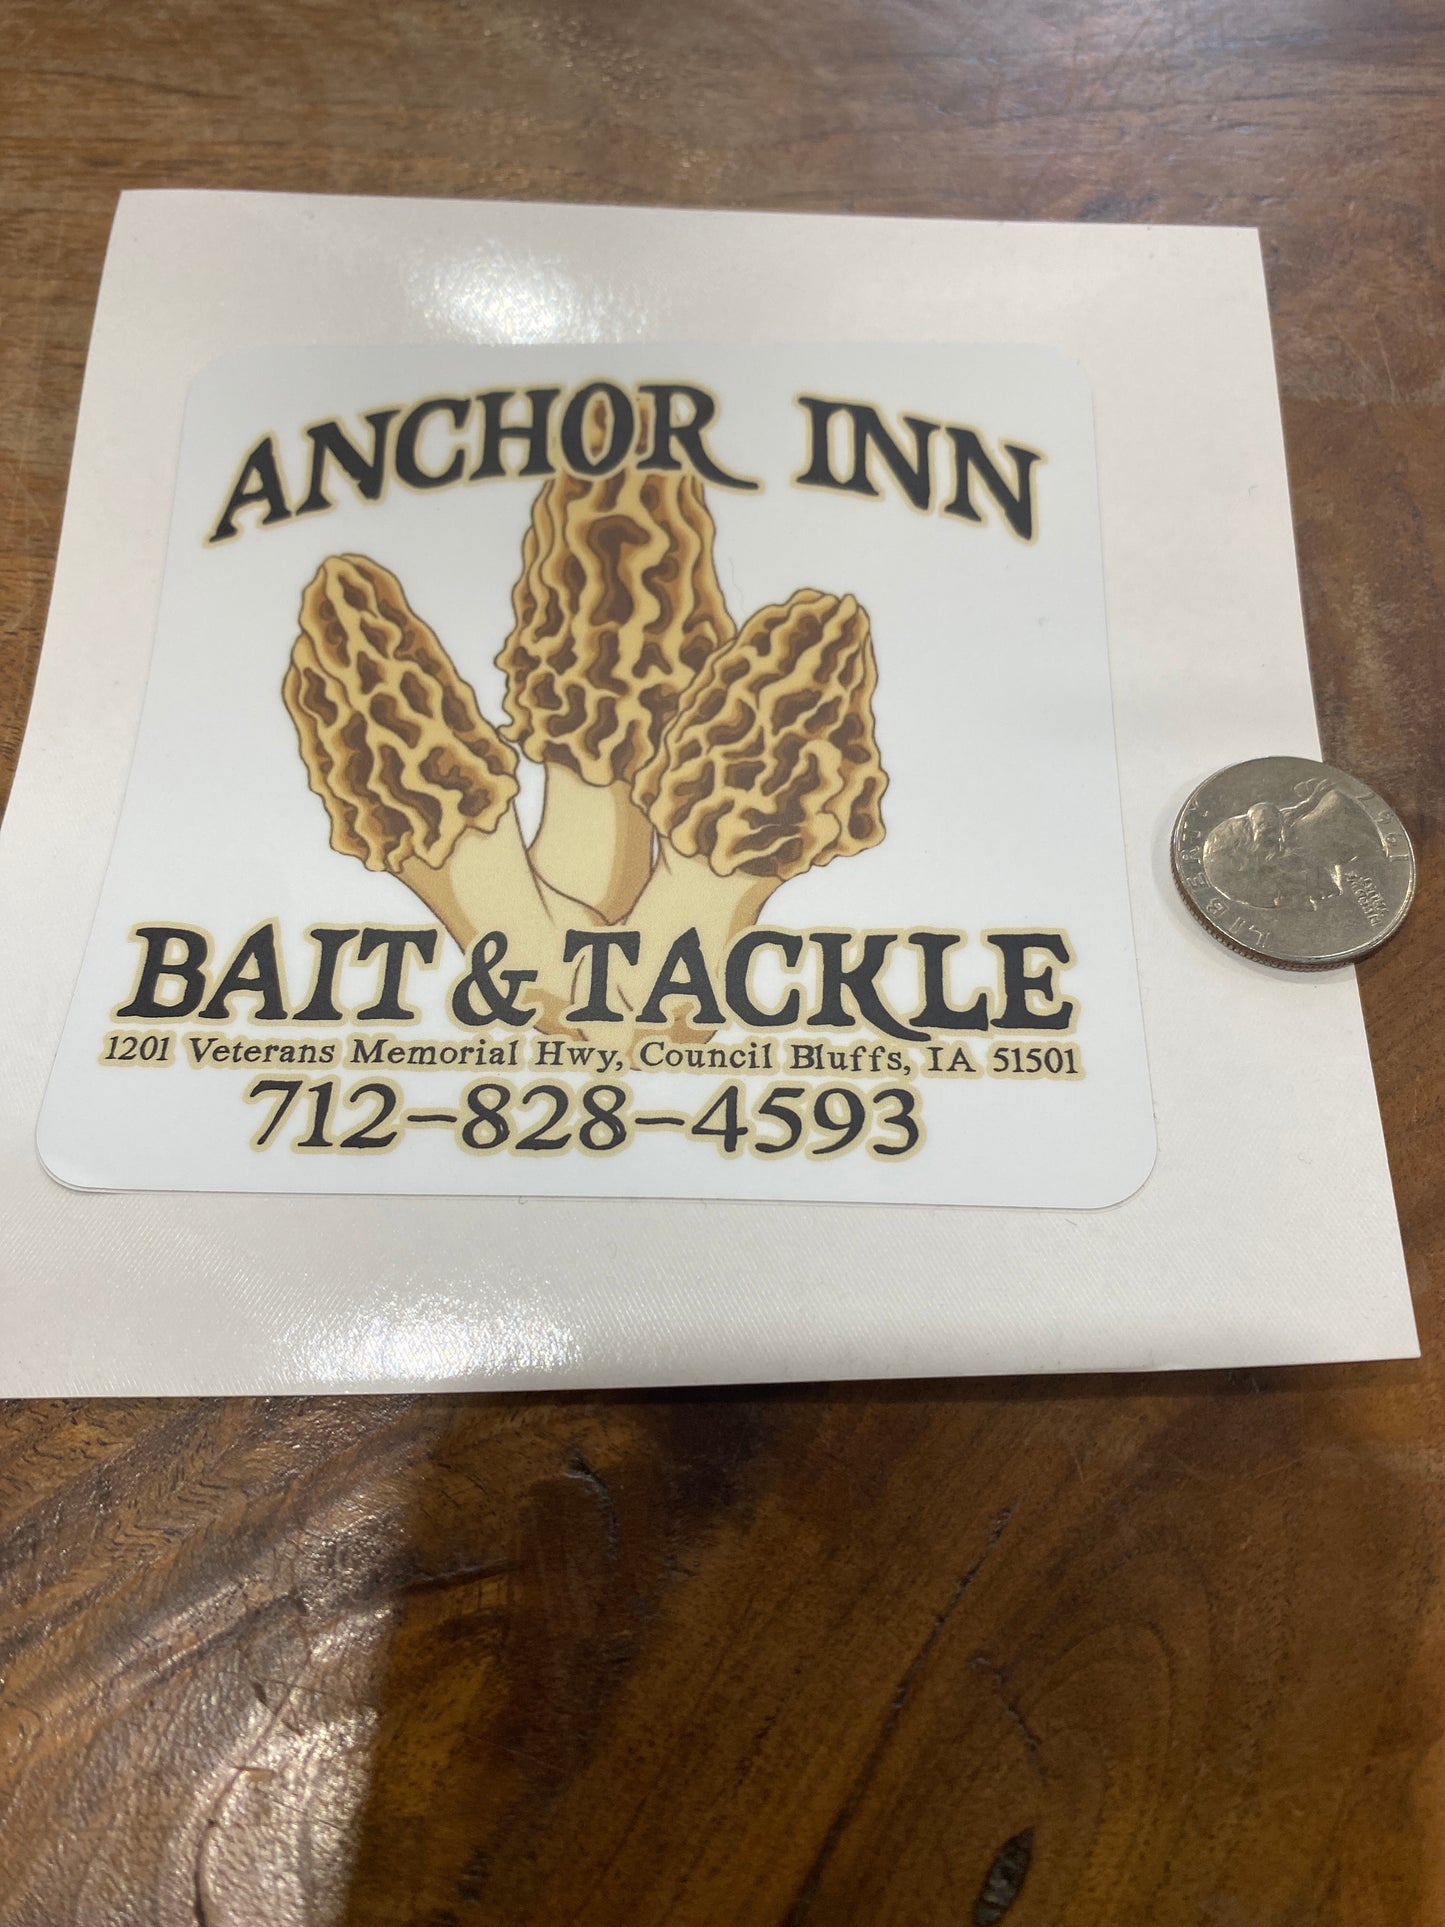 ANCHOR INN
BAIT & TACKLE
1201 Veterans Memorial Hwy, Council Bluffs, IA 51501
712-828-4593
LIBERTY